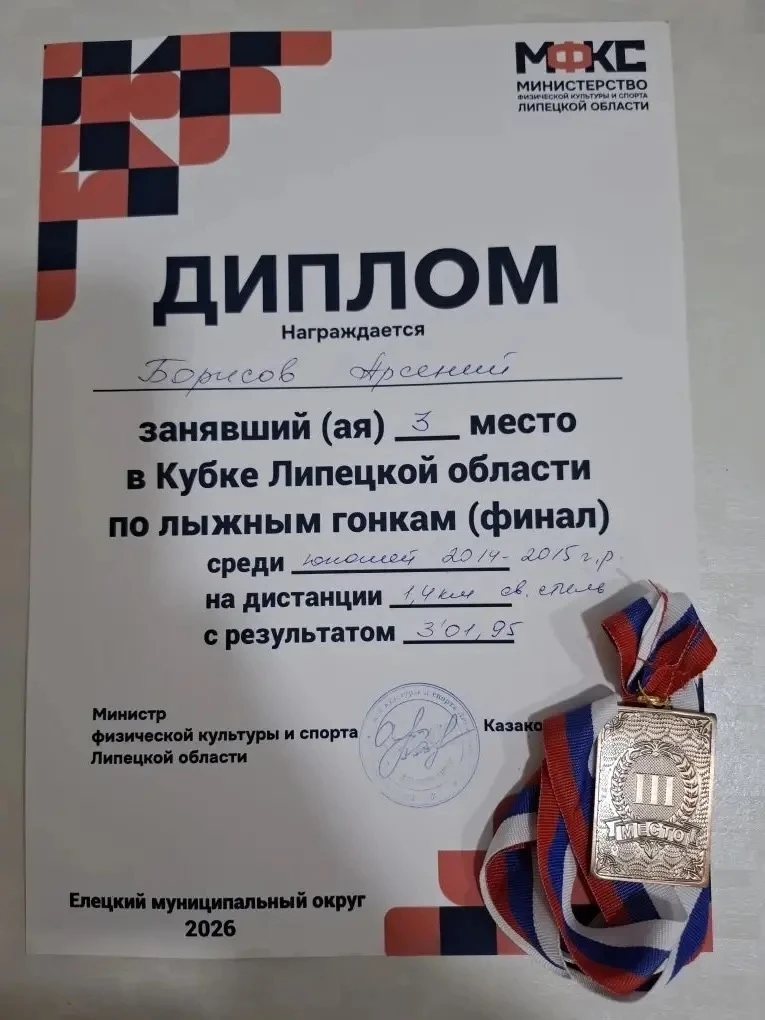 МФКС
МИНИСТЕРСТВО
ФИЗИЧЕСКОЙ КУЛЬТУРЫ И СПОРТА
ЛИПЕЦКОЙ ОБЛАСТИ
ДИПЛОМ
Награждается
Борисов Арсений
занявший (ая) 3 место
в Кубке Липецкой области
по лыжным гонкам (финал)
среди юношей 2014-2015 г.р.
на дистанции 1,4км св. стиль
с результатом 3'01,95
Министр
физической культуры и спорта Казако
Липецкой области
III
МЕСТО
Елецкий муниципальный округ
2026